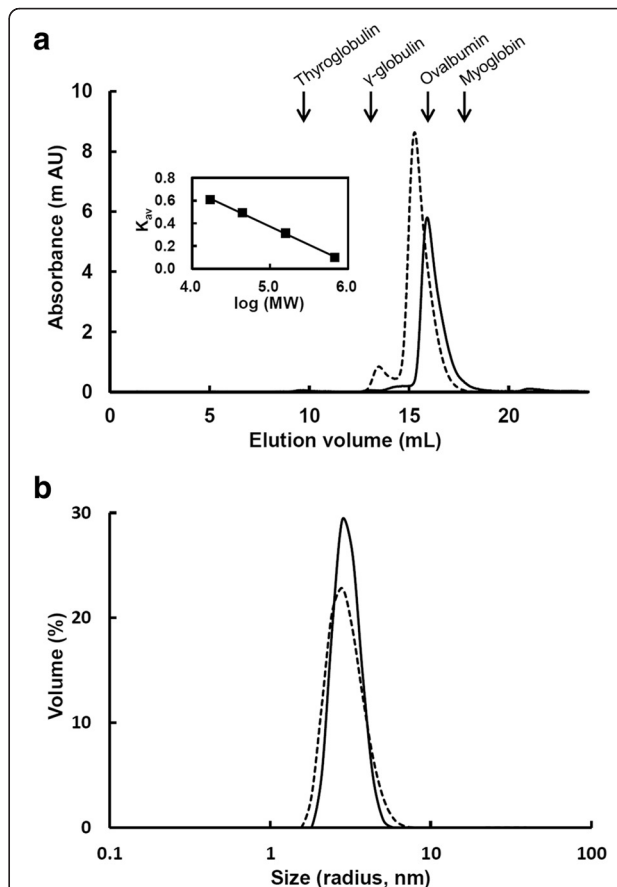 a
Thyroglobulin
γ-globulin
Ovalbumin
Myoglobin
10
8
6
4
2
0
Absorbance (m AU)
0.8
0.6
0.4
0.2
0.0
K_av
4.0 5.0 6.0
log (MW)
0 5 10 15 20
Elution volume (mL)
b
30
20
10
0
Volume (%)
0.1 1 10 100
Size (radius, nm)